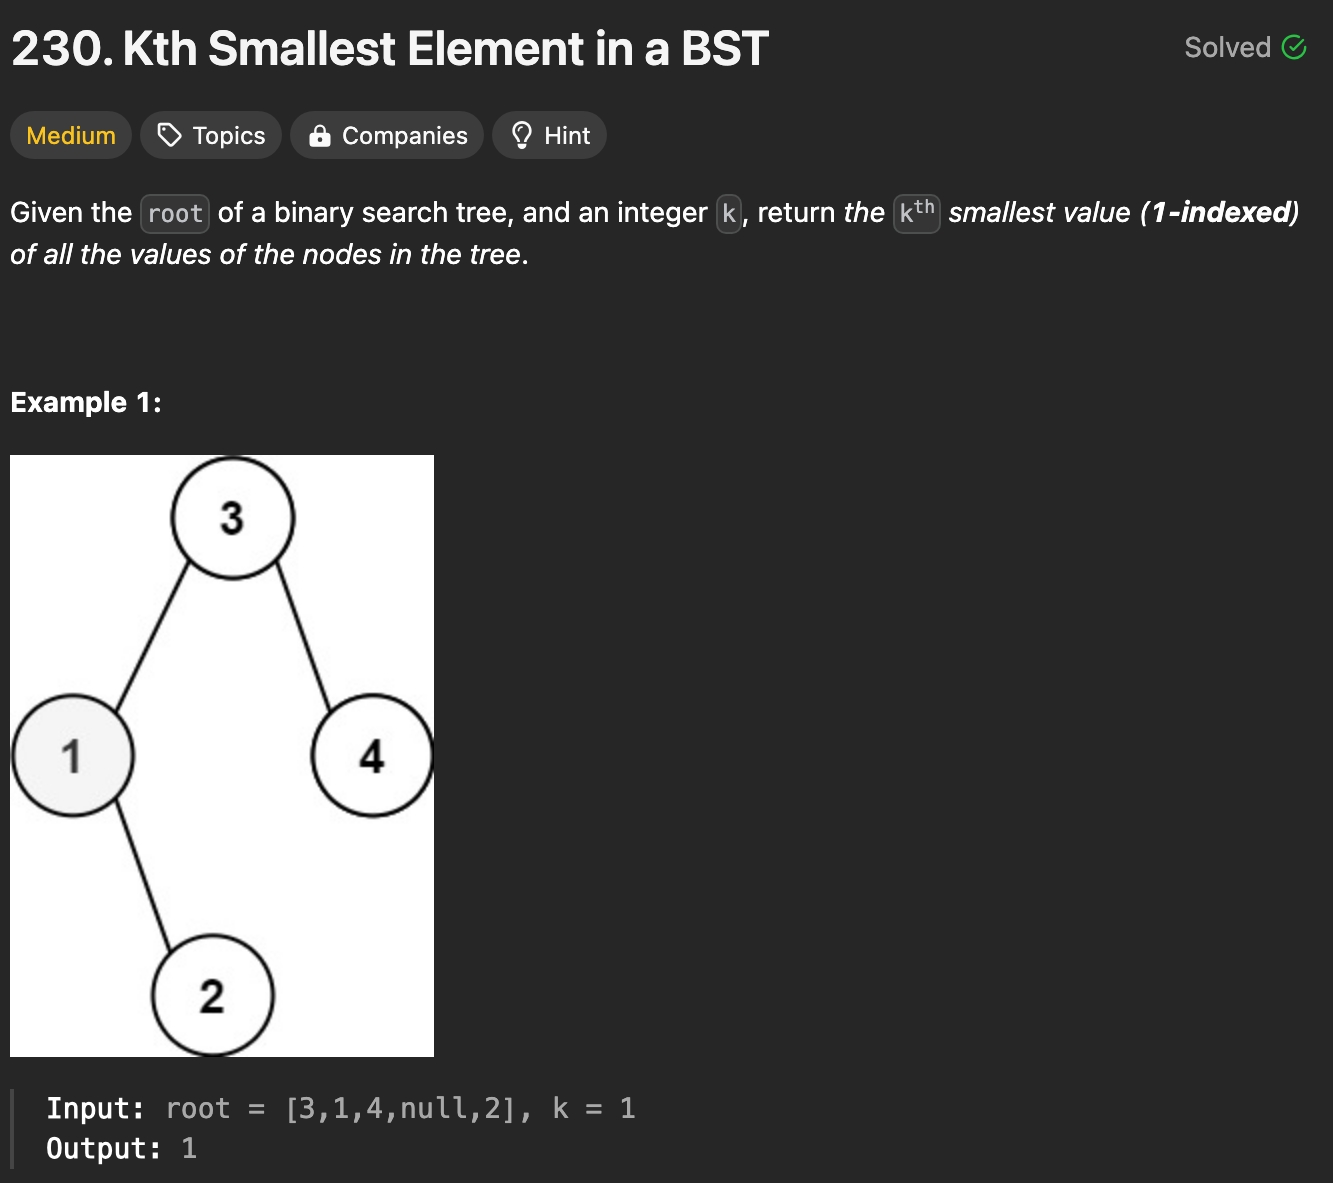 230. Kth Smallest Element in a BST
Solved
Medium Topics Companies Hint
Given the root of a binary search tree, and an integer k, return the kth smallest value (1-indexed)
of all the values of the nodes in the tree.
Example 1:
3
1 4
2
Input: root = [3,1,4,null,2], k = 1
Output: 1